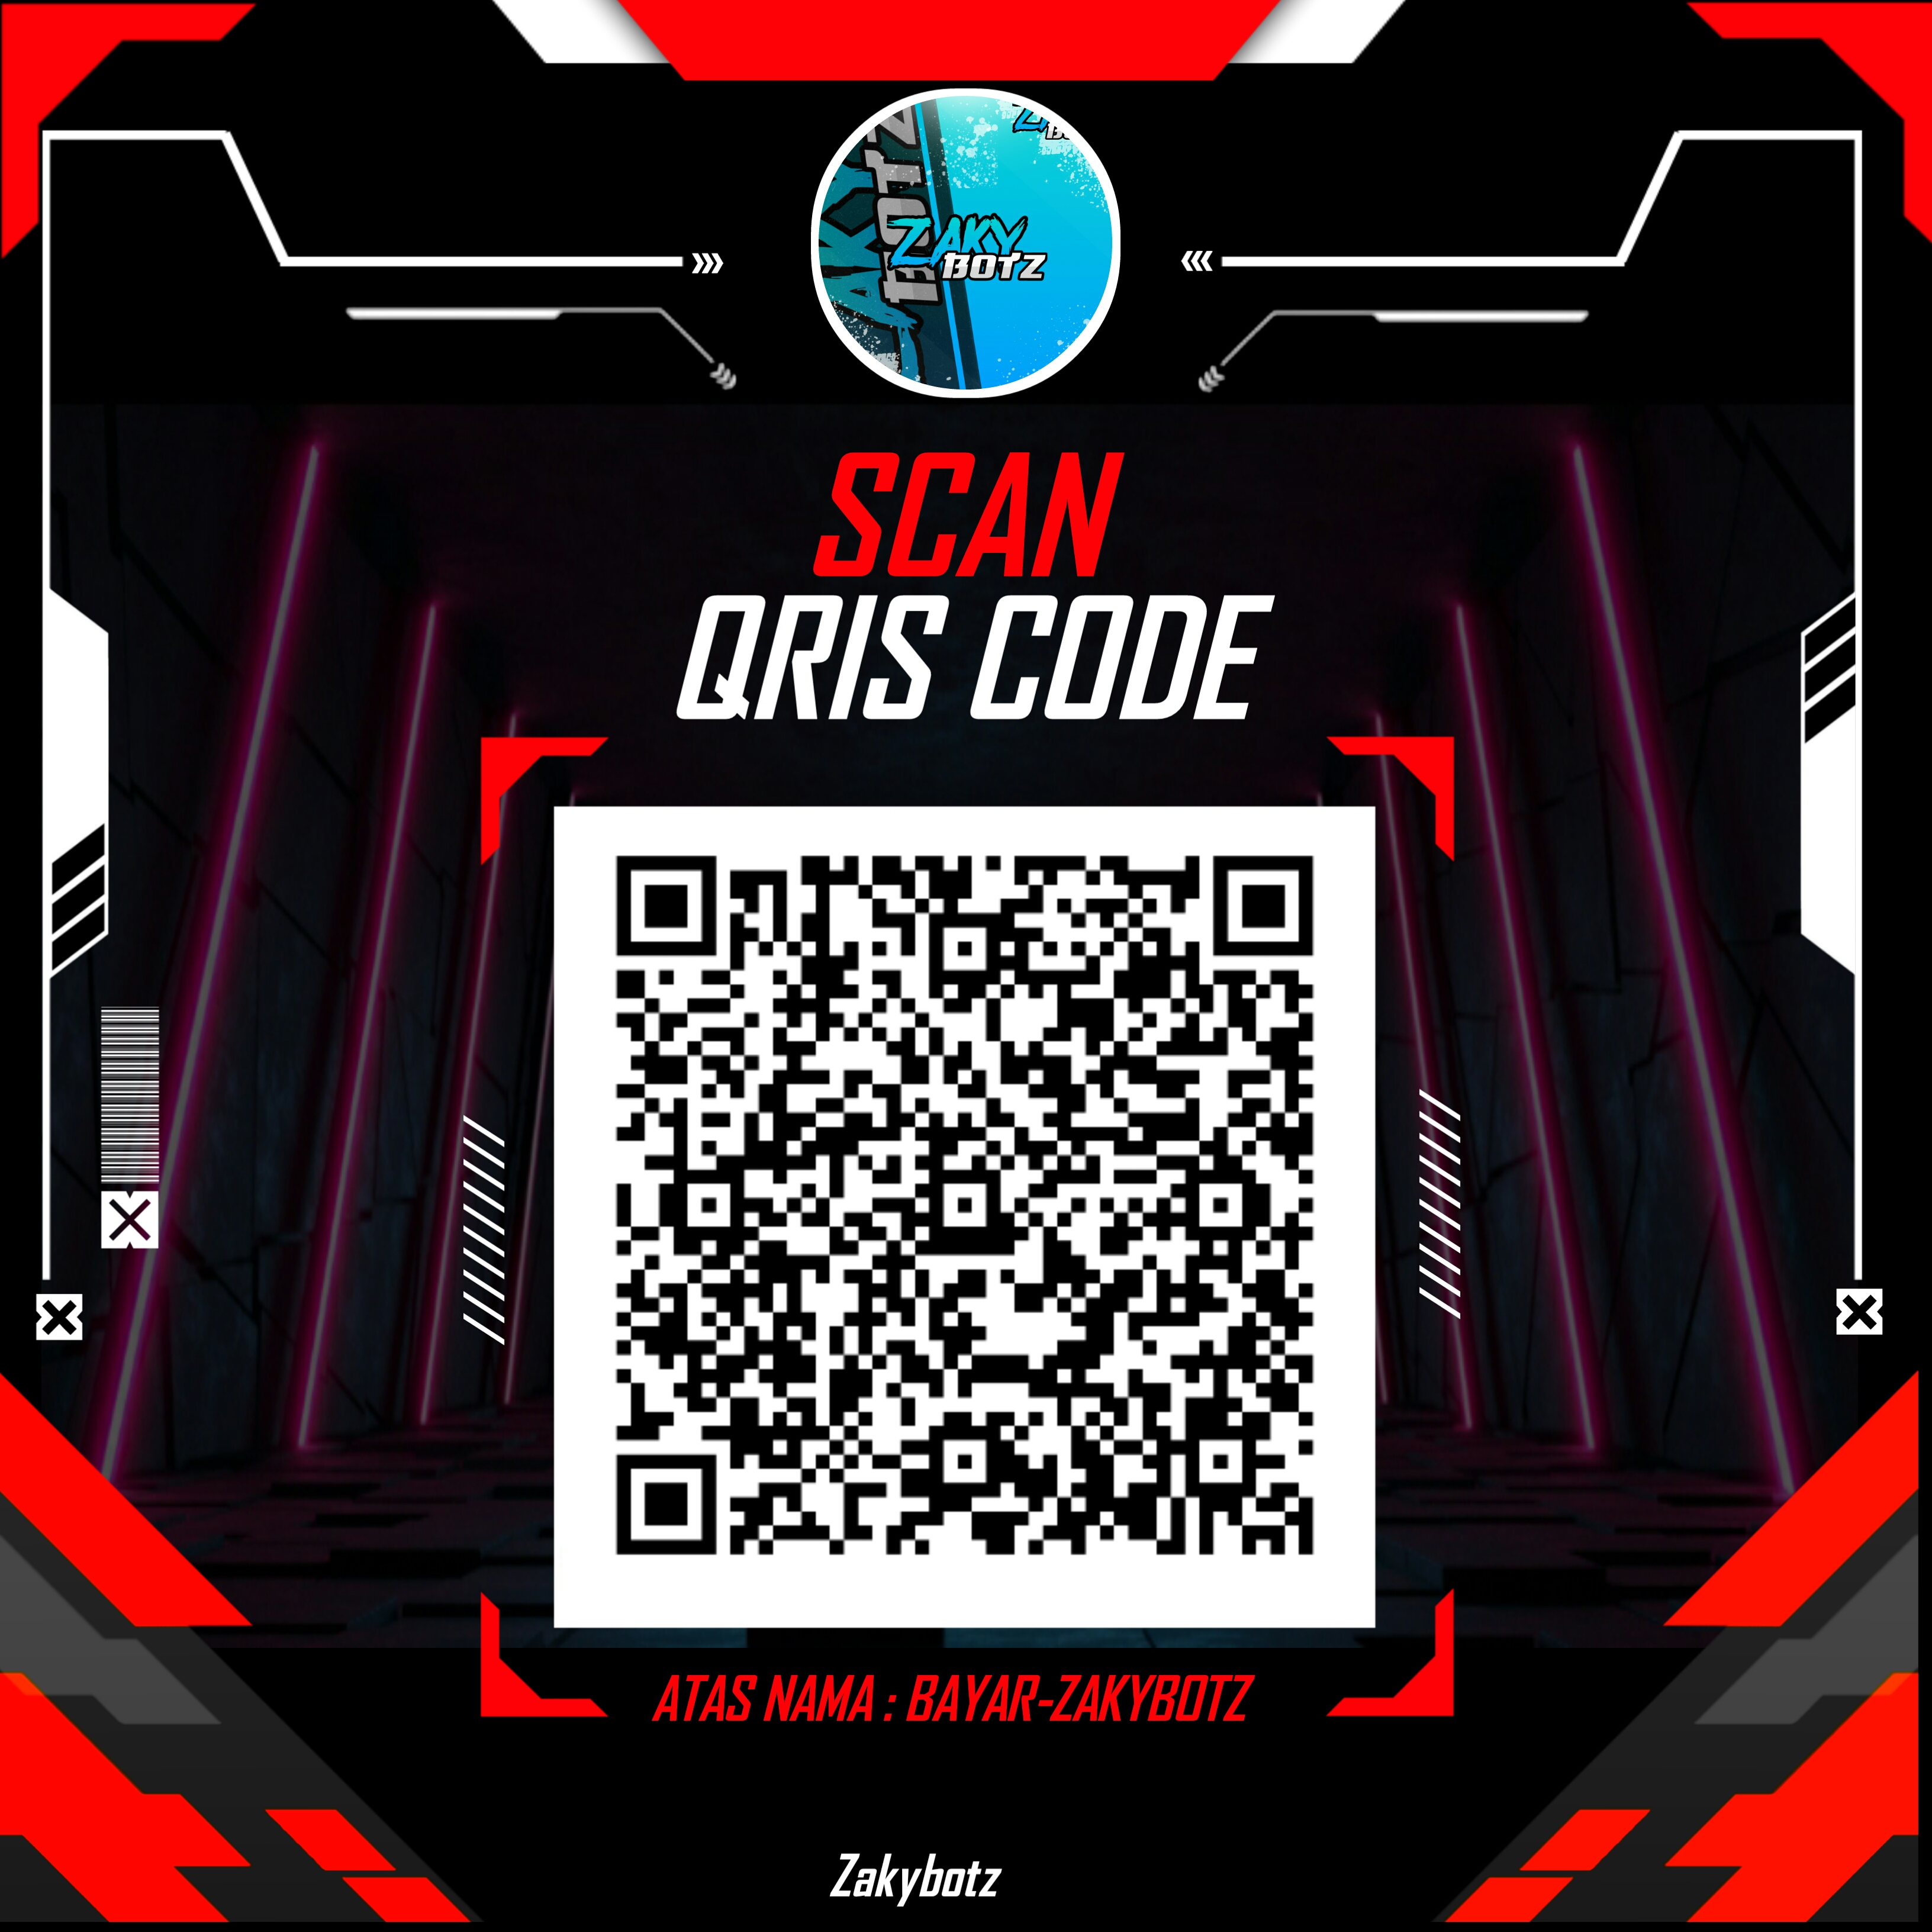 ZAKY
BOTZ
SCAN
QRIS CODE
ATAS NAMA : BAYAR-ZAKYBOTZ
Zakybotz